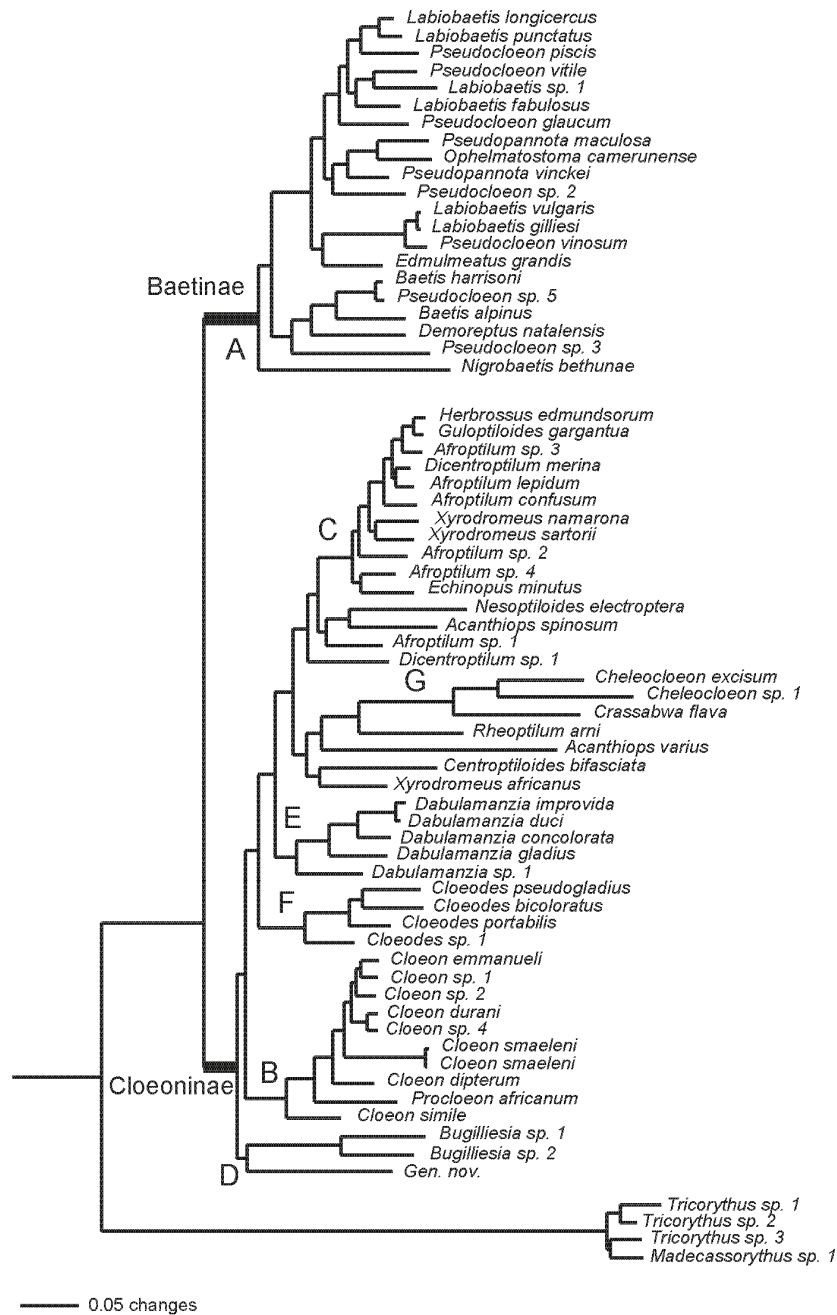 Labiobaetis longicercus
Labiobaetis punctatus
Pseudocloeon piscis
Pseudocloeon vitile
Labiobaetis sp. 1
Labiobaetis fabulosus
Pseudocloeon glaucum
Pseudopannota maculosa
Ophelmatostoma camerunense
Pseudopannota vinckei
Pseudocloeon sp. 2
Labiobaetis vulgaris
Labiobaetis gilliesi
Pseudocloeon vinosum
Edmulmeatus grandis
Baetis harrisoni
Baetinae
Pseudocloeon sp. 5
Baetis alpinus
Demoreptus natalensis
A
Pseudocloeon sp. 3
Nigrobaetis bethunae
Herbrossus edmundsorum
Guloptiloides gargantua
Afroptilum sp. 3
Dicentroptilum merina
Afroptilum lepidum
Afroptilum confusum
Xyrodromeus namarona
C
Xyrodromeus sartorii
Afroptilum sp. 2
Afroptilum sp. 4
Echinopus minutus
Nesoptiloides electroptera
Acanthiops spinosum
Afroptilum sp. 1
Dicentroptilum sp. 1
G
Cheleocloeon excisum
Cheleocloeon sp. 1
Crassabwa flava
Rheoptilum arni
Acanthiops varius
Centroptiloides bifasciata
Xyrodromeus africanus
Dabulamanzia improvida
E
Dabulamanzia duci
Dabulamanzia concolorata
Dabulamanzia gladius
Dabulamanzia sp. 1
Cloeodes pseudogladius
F
Cloeodes bicoloratus
Cloeodes portabilis
Cloeodes sp. 1
Cloeon emmanueli
Cloeon sp. 1
Cloeon sp. 2
Cloeon durani
Cloeon sp. 4
Cloeon smaeleni
Cloeon smaeleni
B
Cloeoninae
Cloeon dipterum
Procloeon africanum
Cloeon simile
Bugilliesia sp. 1
Bugilliesia sp. 2
D
Gen. nov.
Tricorythus sp. 1
Tricorythus sp. 2
Tricorythus sp. 3
Madecassorythus sp. 1
0.05 changes